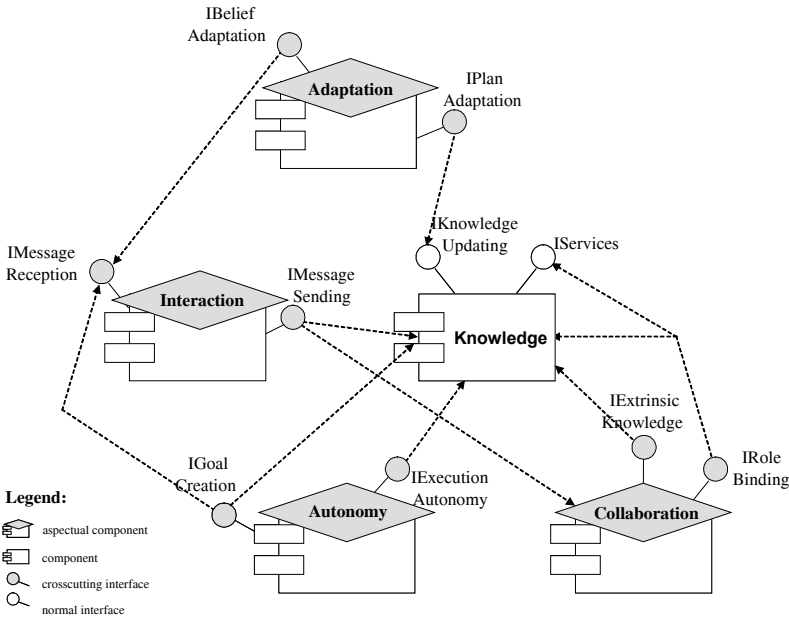 IBelief
Adaptation
Adaptation
IPlan
Adaptation
IKnowledge
Updating
IServices
IMessage
Reception
IMessage
Sending
Interaction
Knowledge
IExtrinsic
Knowledge
IGoal
Creation
IExecution
Autonomy
IRole
Binding
Autonomy
Collaboration
Legend:
aspectual component
component
crosscutting interface
normal interface